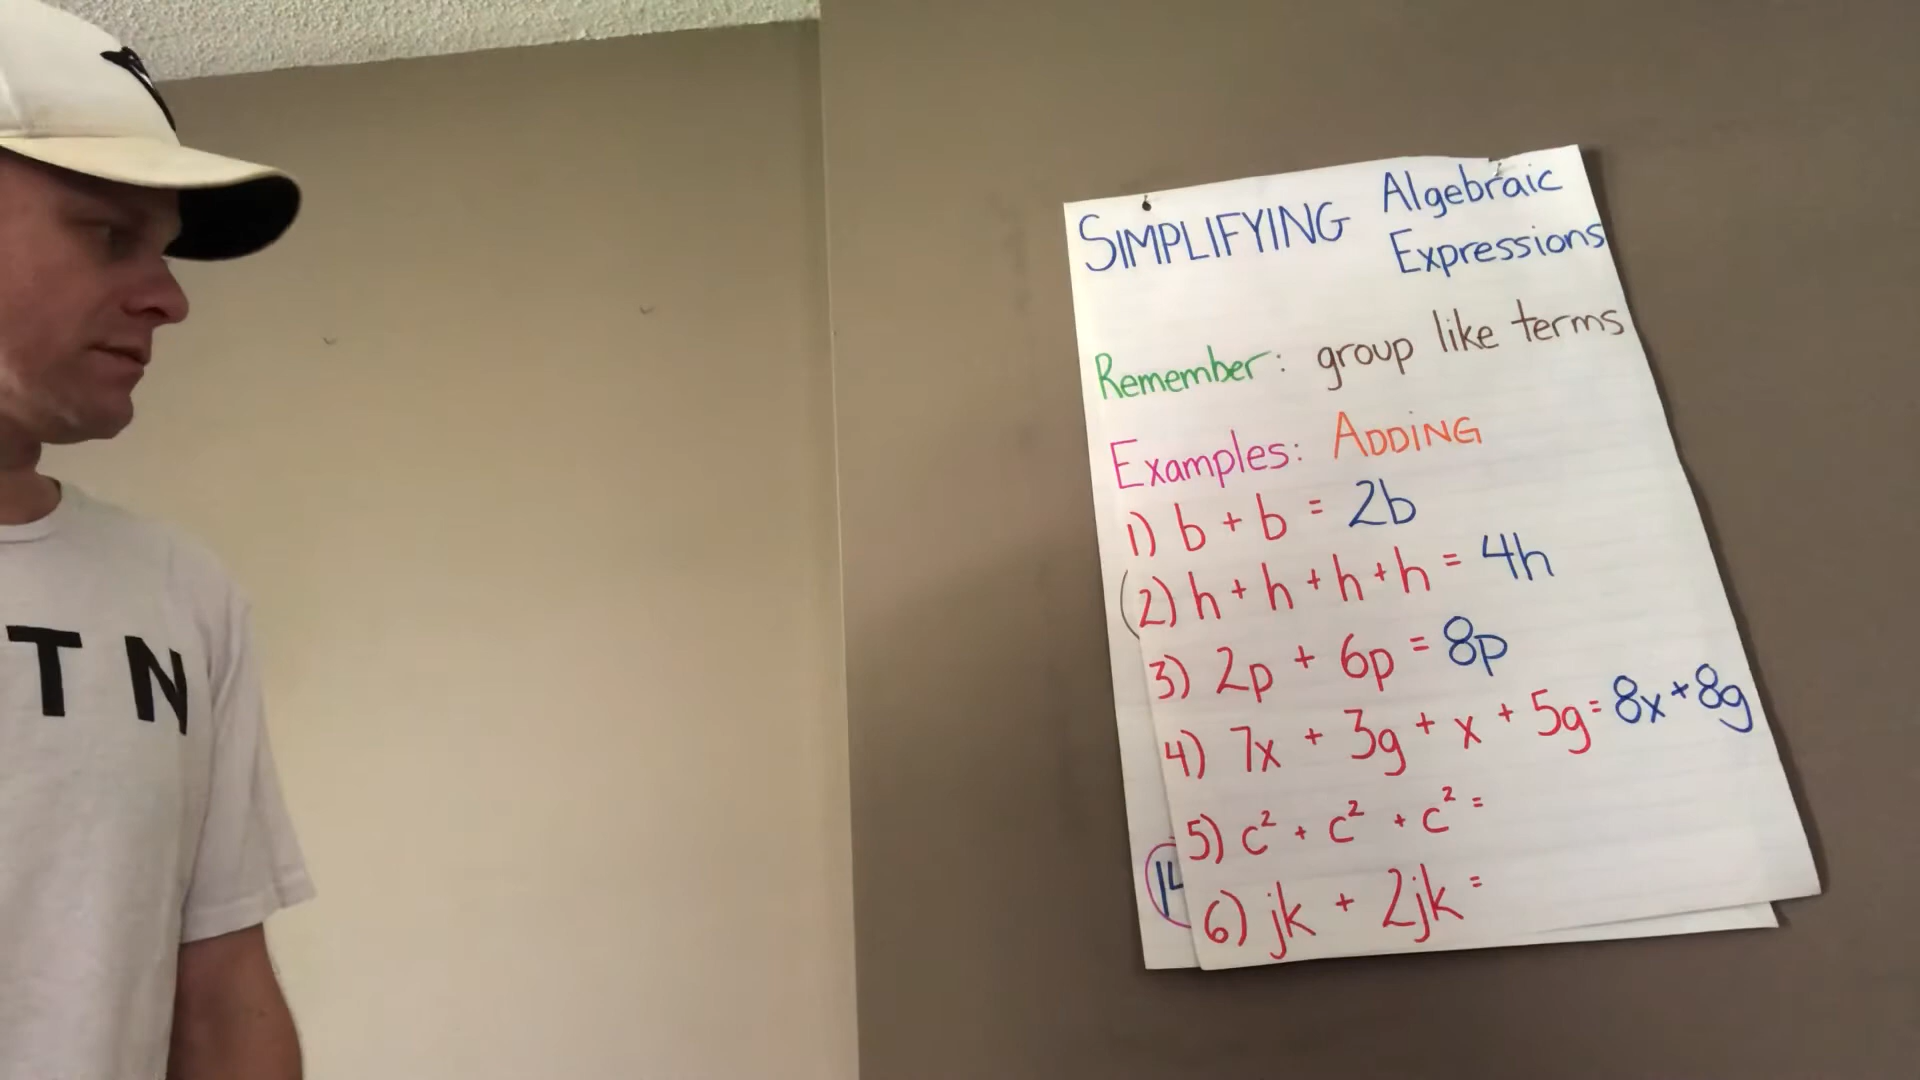 SIMPLIFYING Algebraic
Expressions
Remember: group like terms
Examples: ADDING
1) b + b = 2b
2) h + h + h + h = 4h
3) 2p + 6p = 8p
4) 7x + 3g + x + 5g = 8x + 8g
5) c² + c² + c² =
6) jk + 2jk =
14
TN